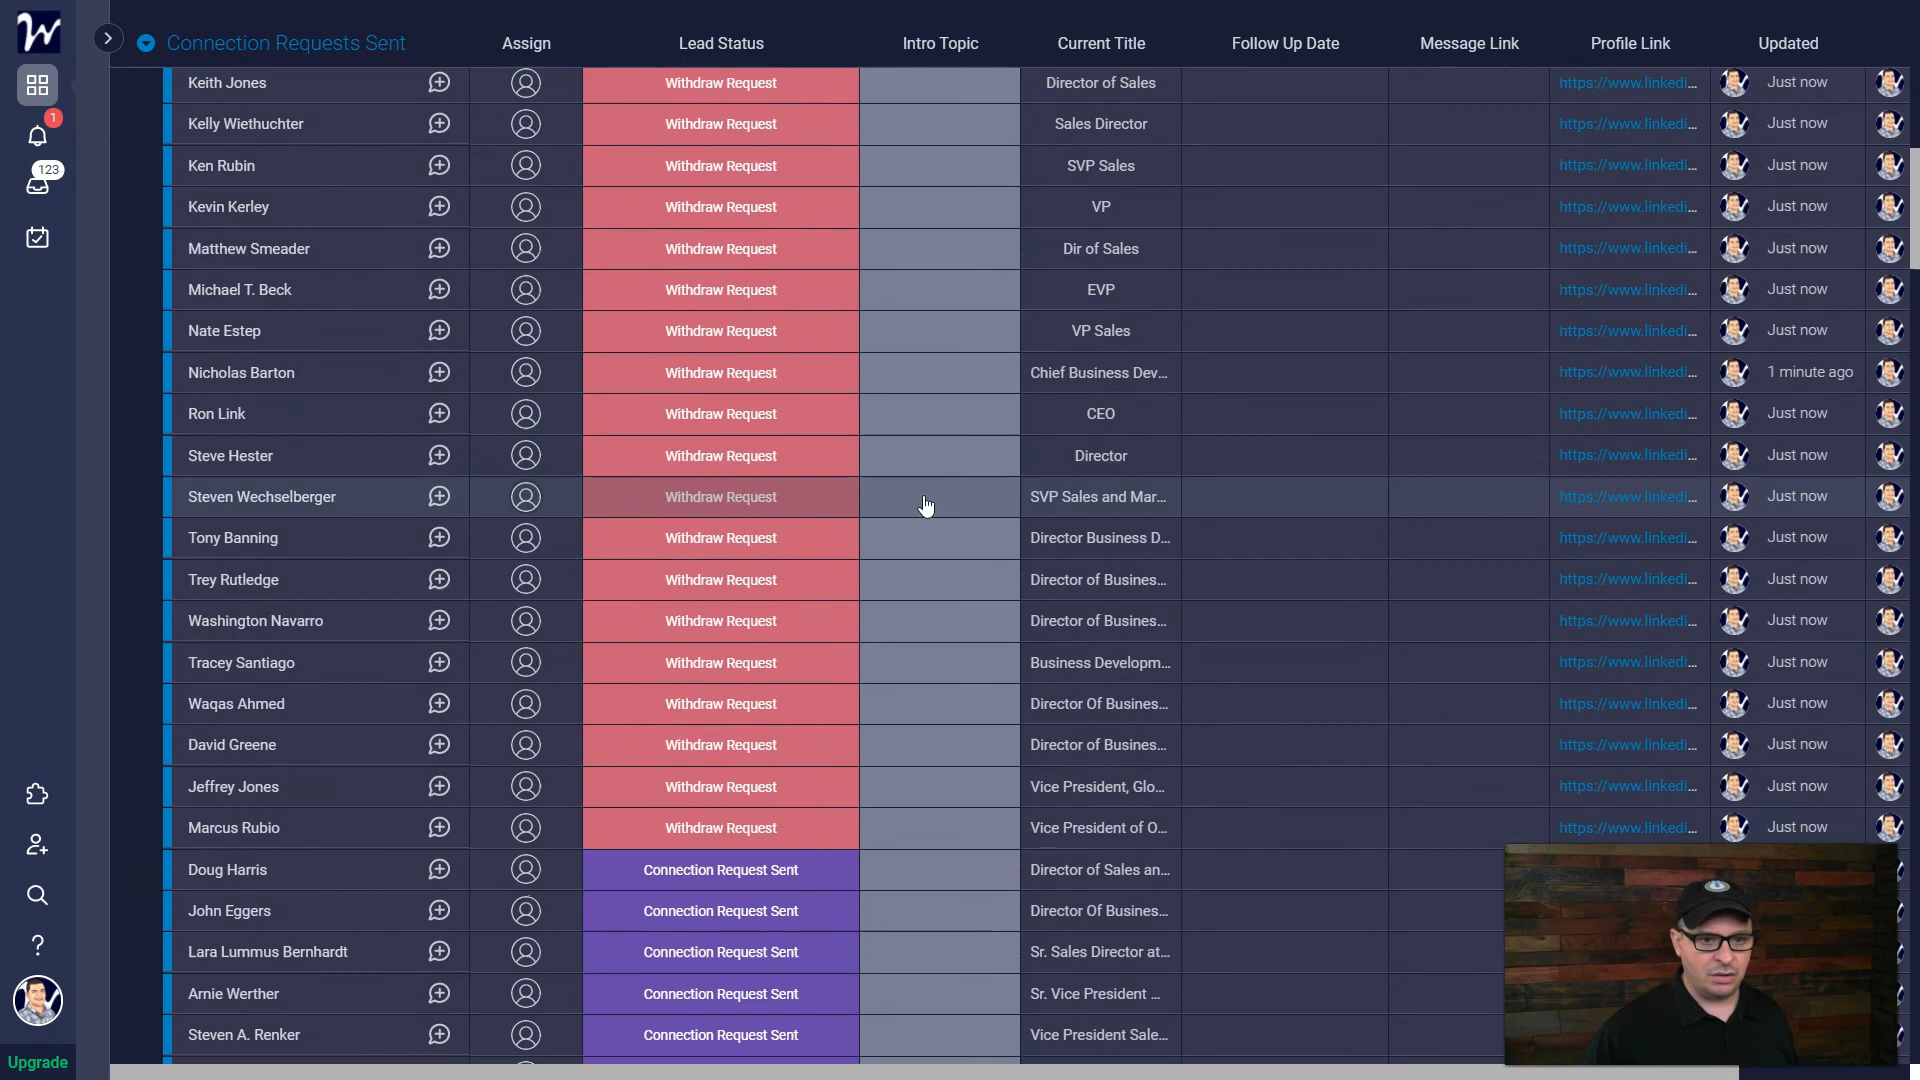 Connection Requests Sent Assign Lead Status Intro Topic Current Title Follow Up Date Message Link Profile Link Updated
Keith Jones Withdraw Request Director of Sales https://www.linkedi... Just now
1
Kelly Wiethuchter Withdraw Request Sales Director https://www.linkedi... Just now
123
Ken Rubin Withdraw Request SVP Sales https://www.linkedi... Just now
Kevin Kerley Withdraw Request VP https://www.linkedi... Just now
Matthew Smeader Withdraw Request Dir of Sales https://www.linkedi... Just now
Michael T. Beck Withdraw Request EVP https://www.linkedi... Just now
Nate Estep Withdraw Request VP Sales https://www.linkedi... Just now
Nicholas Barton Withdraw Request Chief Business Dev... https://www.linkedi... 1 minute ago
Ron Link Withdraw Request CEO https://www.linkedi... Just now
Steve Hester Withdraw Request Director https://www.linkedi... Just now
Steven Wechselberger Withdraw Request SVP Sales and Mar... https://www.linkedi... Just now
Tony Banning Withdraw Request Director Business D... https://www.linkedi... Just now
Trey Rutledge Withdraw Request Director of Busines... https://www.linkedi... Just now
Washington Navarro Withdraw Request Director of Busines... https://www.linkedi... Just now
Tracey Santiago Withdraw Request Business Developm... https://www.linkedi... Just now
Waqas Ahmed Withdraw Request Director Of Busines... https://www.linkedi... Just now
David Greene Withdraw Request Director of Busines... https://www.linkedi... Just now
Jeffrey Jones Withdraw Request Vice President, Glo... https://www.linkedi... Just now
Marcus Rubio Withdraw Request Vice President of O... https://www.linkedi... Just now
Doug Harris Connection Request Sent Director of Sales an...
John Eggers Connection Request Sent Director Of Busines...
Lara Lummus Bernhardt Connection Request Sent Sr. Sales Director at...
Arnie Werther Connection Request Sent Sr. Vice President ...
Steven A. Renker Connection Request Sent Vice President Sale...
Upgrade